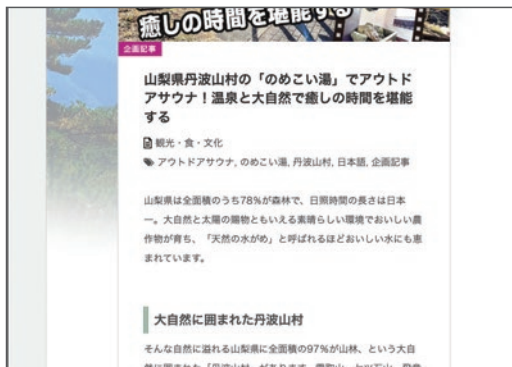 癒しの時間を堪能する
企画記事
山梨県丹波山村の「のめこい湯」でアウトド
アサウナ！温泉と大自然で癒しの時間を堪能
する
観光・食・文化
アウトドアサウナ, のめこい湯, 丹波山村, 日本語, 企画記事
山梨県は全面積のうち78%が森林で、日照時間の長さは日本
一。大自然と太陽の賜物ともいえる素晴らしい環境でおいしい農
作物が育ち、「天然の水がめ」と呼ばれるほどおいしい水にも恵
まれています。
大自然に囲まれた丹波山村
そんな自然に溢れる山梨県に全面積の97%が山林、という大自